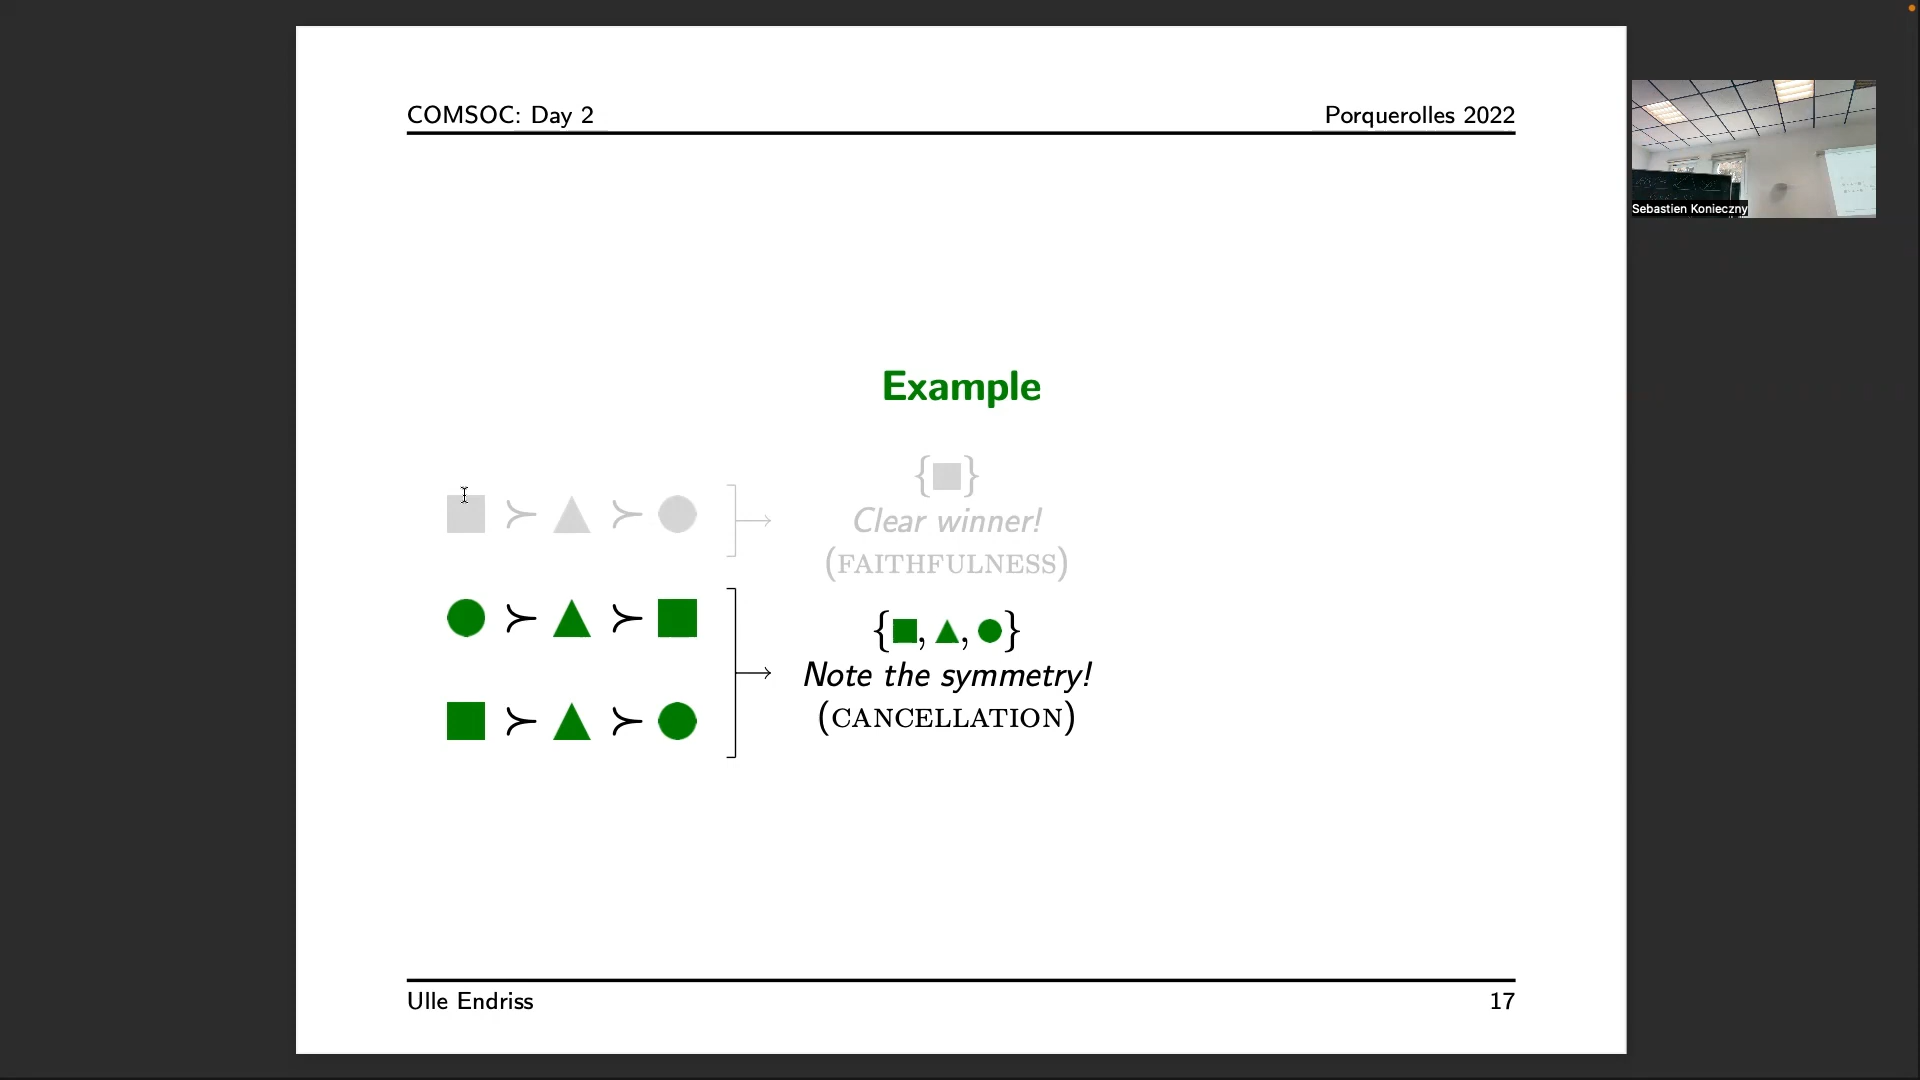 COMSOC: Day 2
Porquerolles 2022
Example
≻ ≻
{ }
Clear winner!
(FAITHFULNESS)
≻ ≻
{ , , }
Note the symmetry!
(CANCELLATION)
≻ ≻
Ulle Endriss
17
Sebastien Konieczny